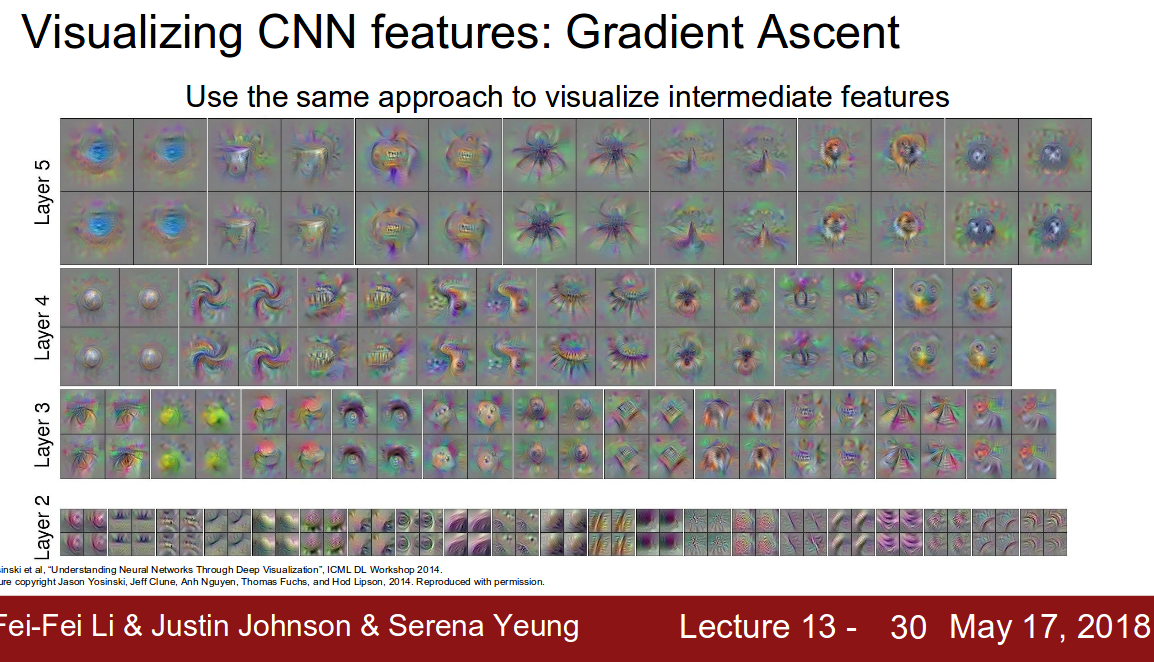 Visualizing CNN features: Gradient Ascent
Use the same approach to visualize intermediate features
Layer 5
Layer 4
Layer 3
Layer 2
sinski et al, “Understanding Neural Networks Through Deep Visualization”, ICML DL Workshop 2014.
ure copyright Jason Yosinski, Jeff Clune, Anh Nguyen, Thomas Fuchs, and Hod Lipson, 2014. Reproduced with permission.
Fei-Fei Li & Justin Johnson & Serena Yeung Lecture 13 - 30 May 17, 2018